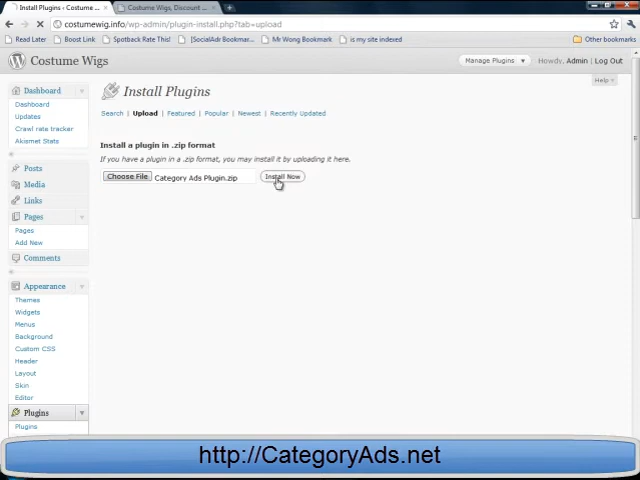 Install Plugins ‹ Costume ...
Costume Wigs, Discount ...
costumewig.info/wp-admin/plugin-install.php?tab=upload
Read Later
Boost Link
Spotback Rate This!
[SocialAdr Bookmar...
Mr Wong Bookmark
is my site indexed
Other bookmarks
Costume Wigs
Manage Plugins
Howdy, Admin | Log Out
Help
Dashboard
Dashboard
Updates
Crawl rate tracker
Akismet Stats
Posts
Media
Links
Pages
Pages
Add New
Comments
Appearance
Themes
Widgets
Menus
Background
Custom CSS
Header
Layout
Skin
Editor
Plugins
Plugins
Install Plugins
Search | Upload | Featured | Popular | Newest | Recently Updated
Install a plugin in .zip format
If you have a plugin in a .zip format, you may install it by uploading it here.
Choose File Category Ads Plugin.zip Install Now
http://CategoryAds.net